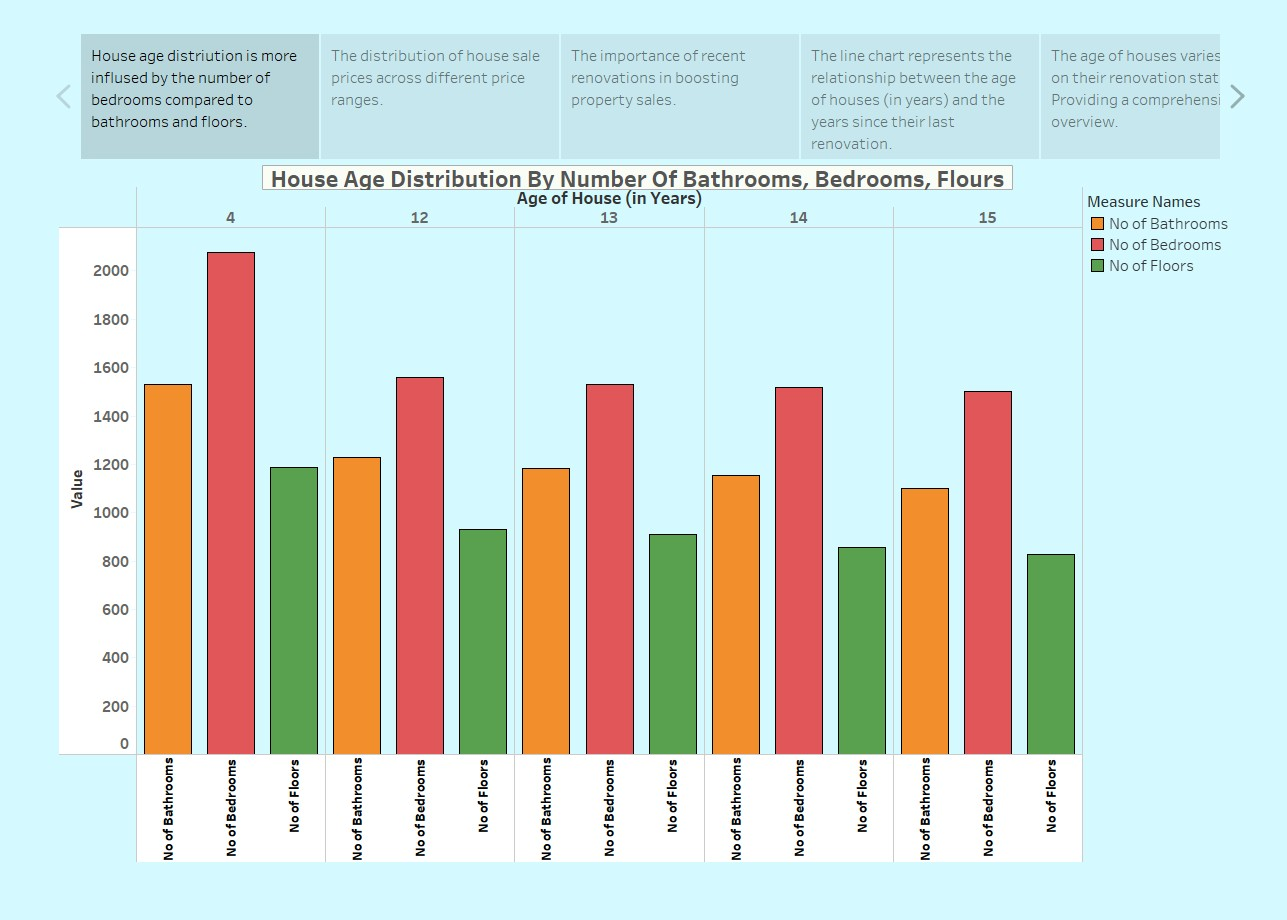 House age distriution is more
inflused by the number of
bedrooms compared to
bathrooms and floors.
The distribution of house sale
prices across different price
ranges.
The importance of recent
renovations in boosting
property sales.
The line chart represents the
relationship between the age
of houses (in years) and the
years since their last
renovation.
The age of houses varies
on their renovation stat
Providing a comprehensi
overview.
House Age Distribution By Number Of Bathrooms, Bedrooms, Flours
Age of House (in Years)
4 12 13 14 15
Measure Names
No of Bathrooms
No of Bedrooms
No of Floors
Value
2000
1800
1600
1400
1200
1000
800
600
400
200
0
No of Bathrooms
No of Bedrooms
No of Floors
No of Bathrooms
No of Bedrooms
No of Floors
No of Bathrooms
No of Bedrooms
No of Floors
No of Bathrooms
No of Bedrooms
No of Floors
No of Bathrooms
No of Bedrooms
No of Floors